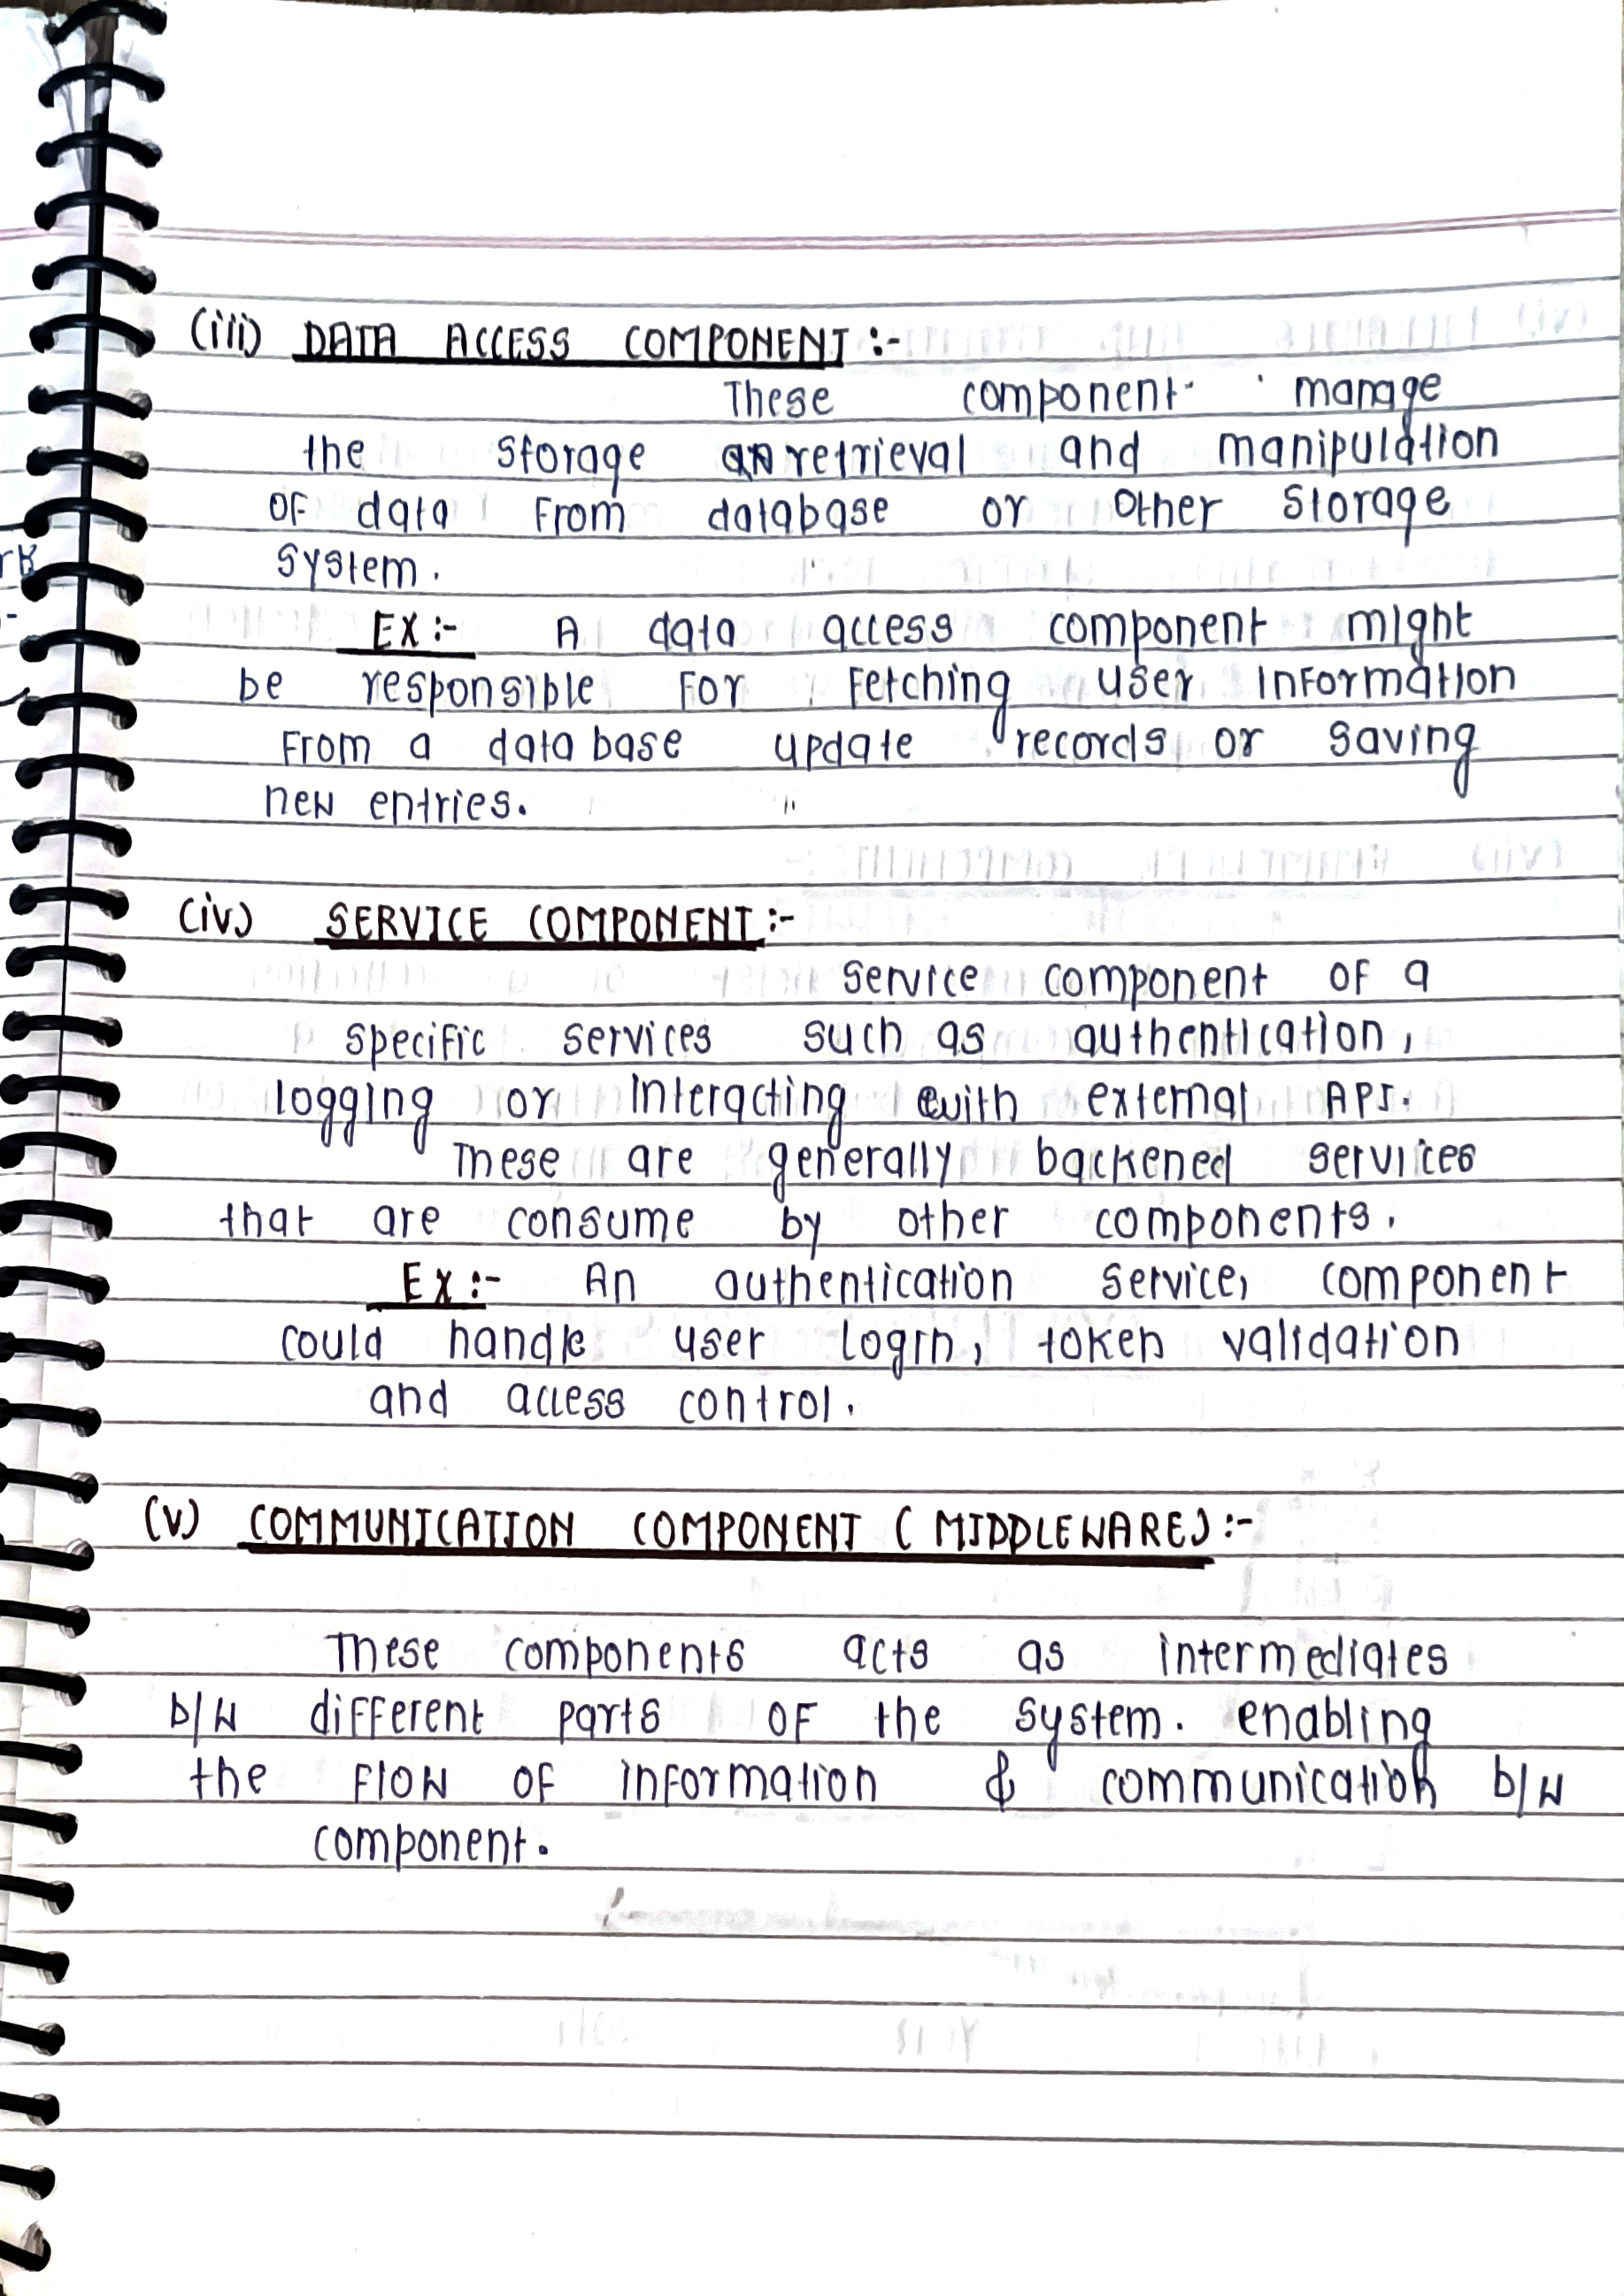 (iii) DATA ACCESS COMPONENT :-
These component manage
the storage retrieval and manipulation
OF data From database or Other Storage
System.
EX :- A data access component might
be responsible For Fetching user InFormation
From a data base update records or Saving
new entries.
(iv) SERVICE COMPONENT :-
Service component OF a
SpeciFic Services Such as authentication,
logging or Interacting with external API.
These are generally backened services
that are consume by other components.
EX :- An authentication Service, component
could handle user Login, token validation
and access control.
(v) COMMUNICATION COMPONENT ( MIDDLEWARE) :-
These components acts as intermediates
b/w diFFerent parts OF the System. enabling
the Flow OF inFormation & communication b/w
component.